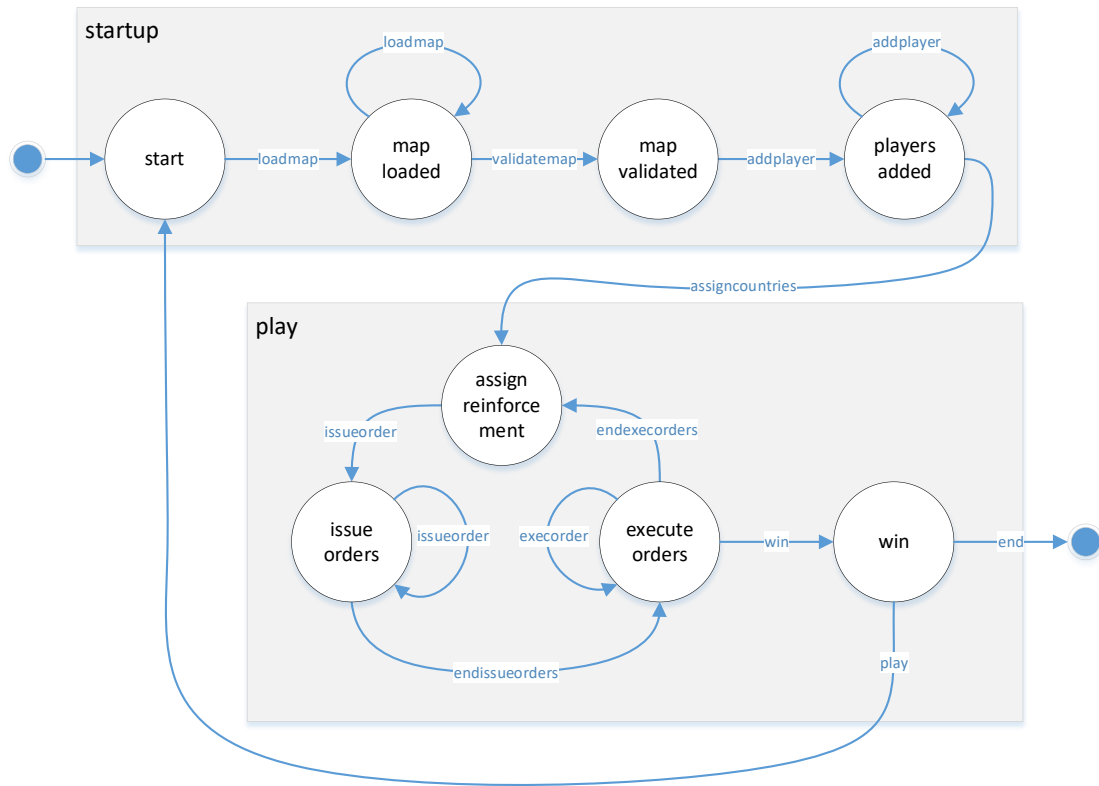 startup
loadmap
addplayer
start
loadmap
map
loaded
validatemap
map
validated
addplayer
players
added
assigncountries
play
assign
reinforce
ment
issueorder
endexecorders
issue
orders
issueorder
execorder
execute
orders
win
win
end
endissueorders
play